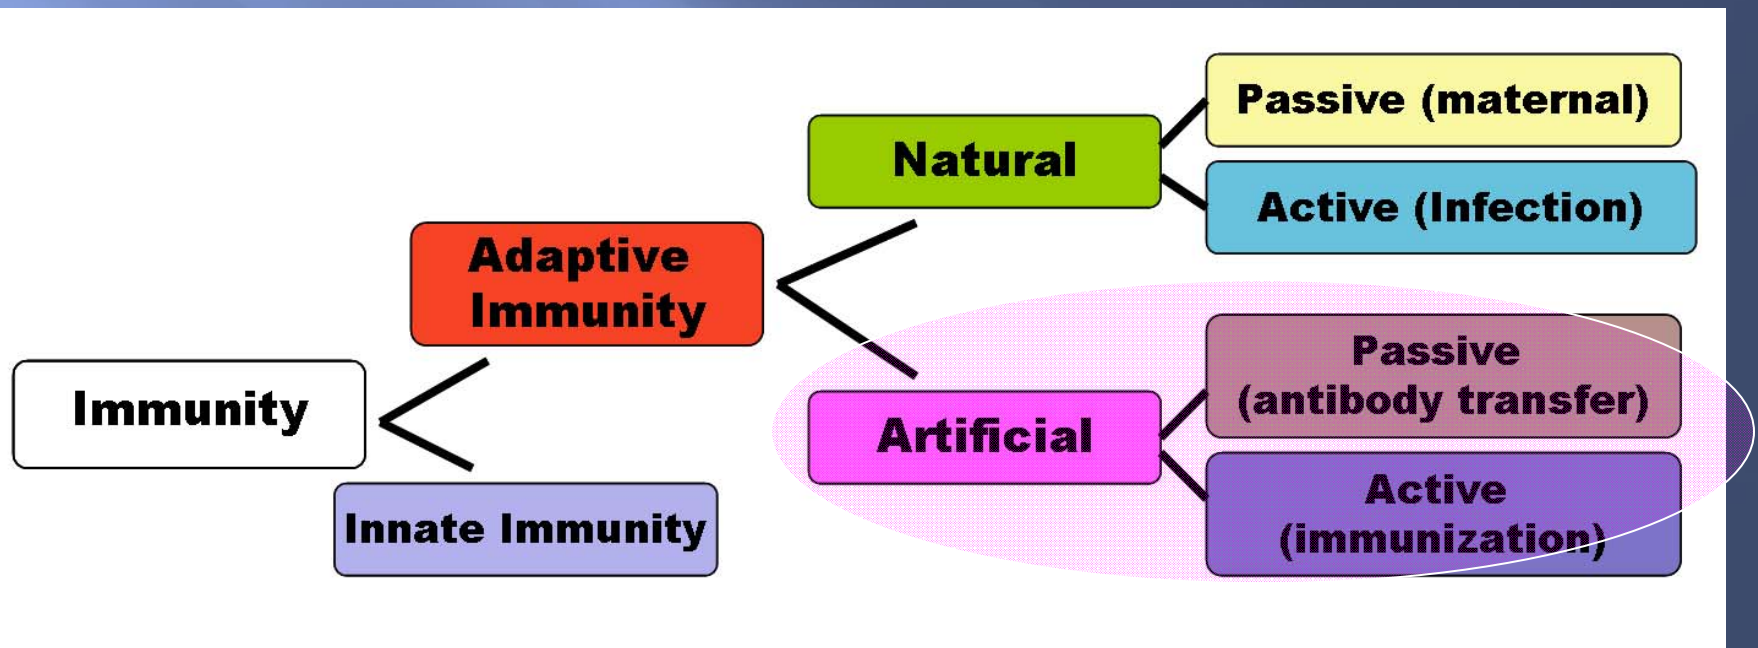 Immunity
Adaptive
Immunity
Innate Immunity
Natural
Artificial
Passive (maternal)
Active (Infection)
Passive
(antibody transfer)
Active
(immunization)